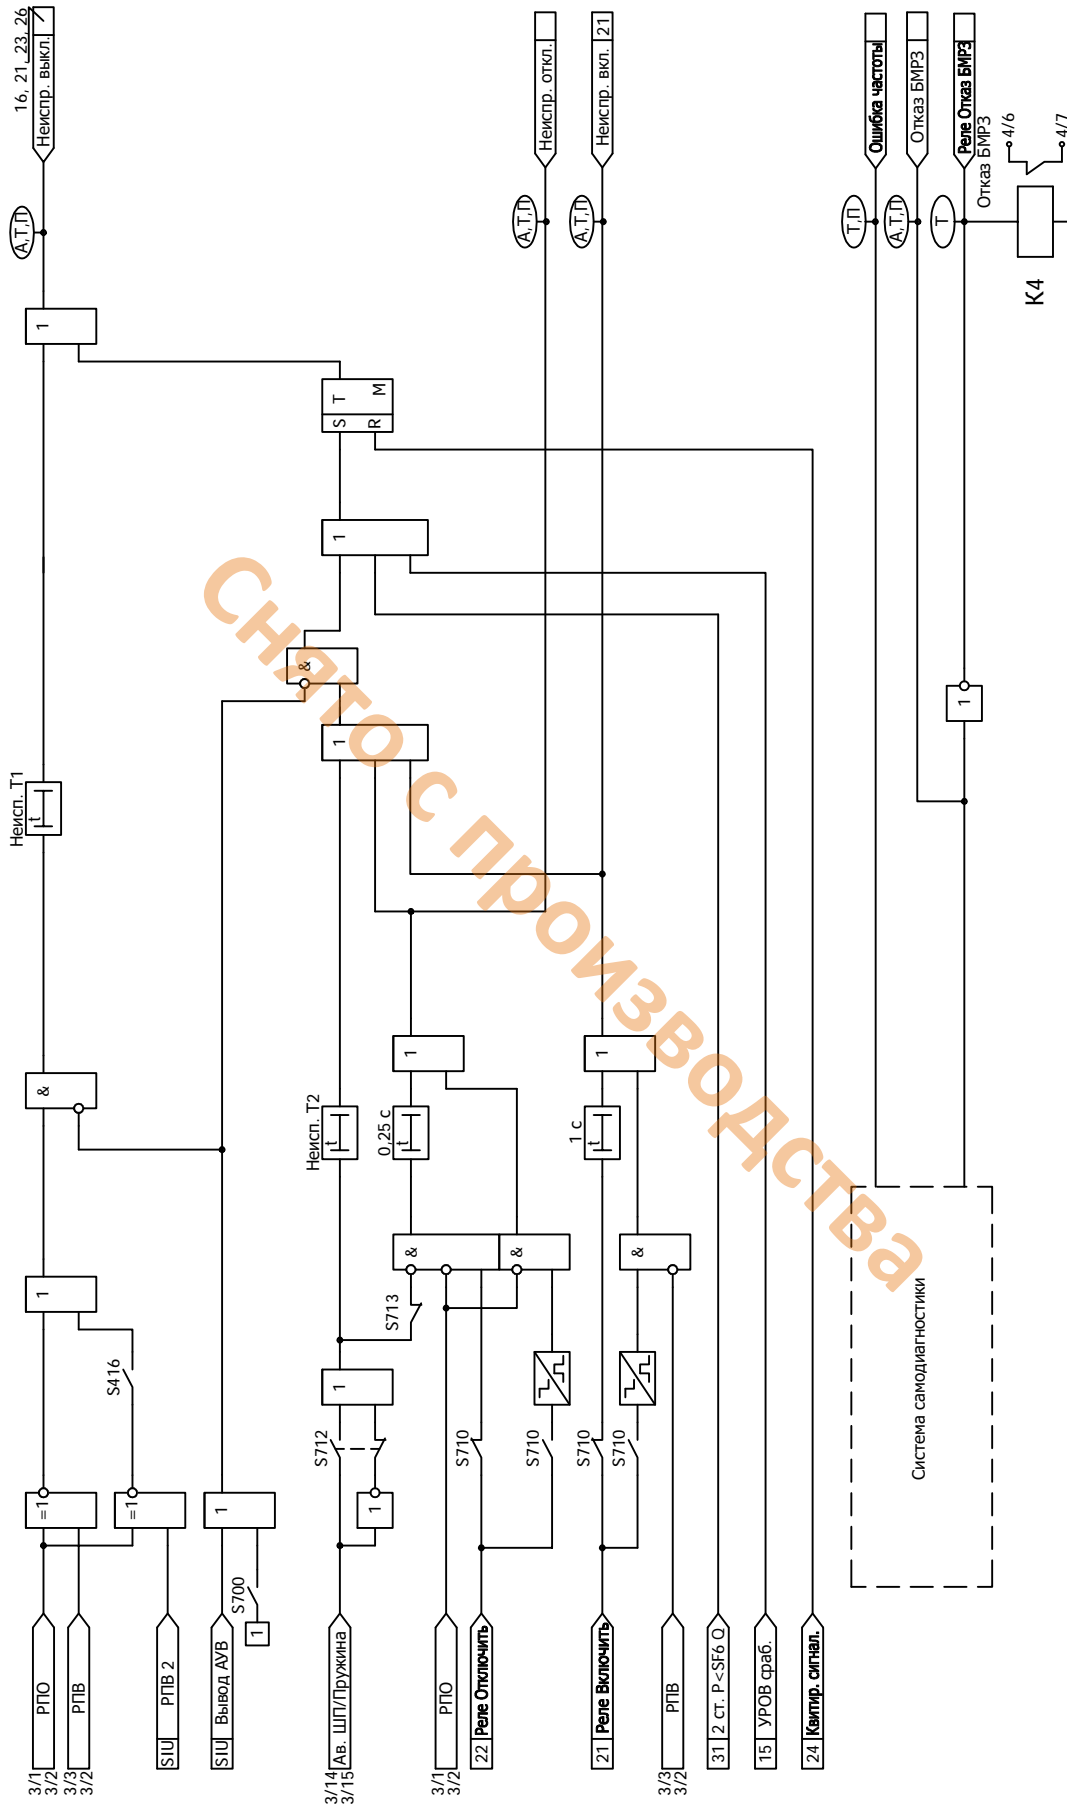 16, 21, 23, 26
Неиспр. выкл.
Неиспр. откл.
Неиспр. вкл. 21
Ошибка частоты
Отказ БМРЗ
Реле Отказ БМРЗ
А,Т,П
А,Т,П
А,Т,П
Т,П
А,Т,П
Т
Отказ БМРЗ
4/6
4/7
К4
1
S T
R M
1
&
1
1
Неисп. Т1
t
&
Неисп. Т2
t
0,25 с
t
1
1 с
t
1
1
S416
&
&
&
S713
S712
1
S710
S710
S710
S710
=1
=1
1
S700
1
1
Система самодиагностики
3/1
3/2
РПО
3/3
3/2
РПВ
SIU РПВ 2
SIU Вывод АУВ
3/14
3/15
Ав. ШП/Пружина
3/1
3/2
РПО
22 Реле Отключить
21 Реле Включить
3/3
3/2
РПВ
31 2 ст. P<SF6 Q
15 УРОВ сраб.
24 Квитир. сигнал.
Снято с производства